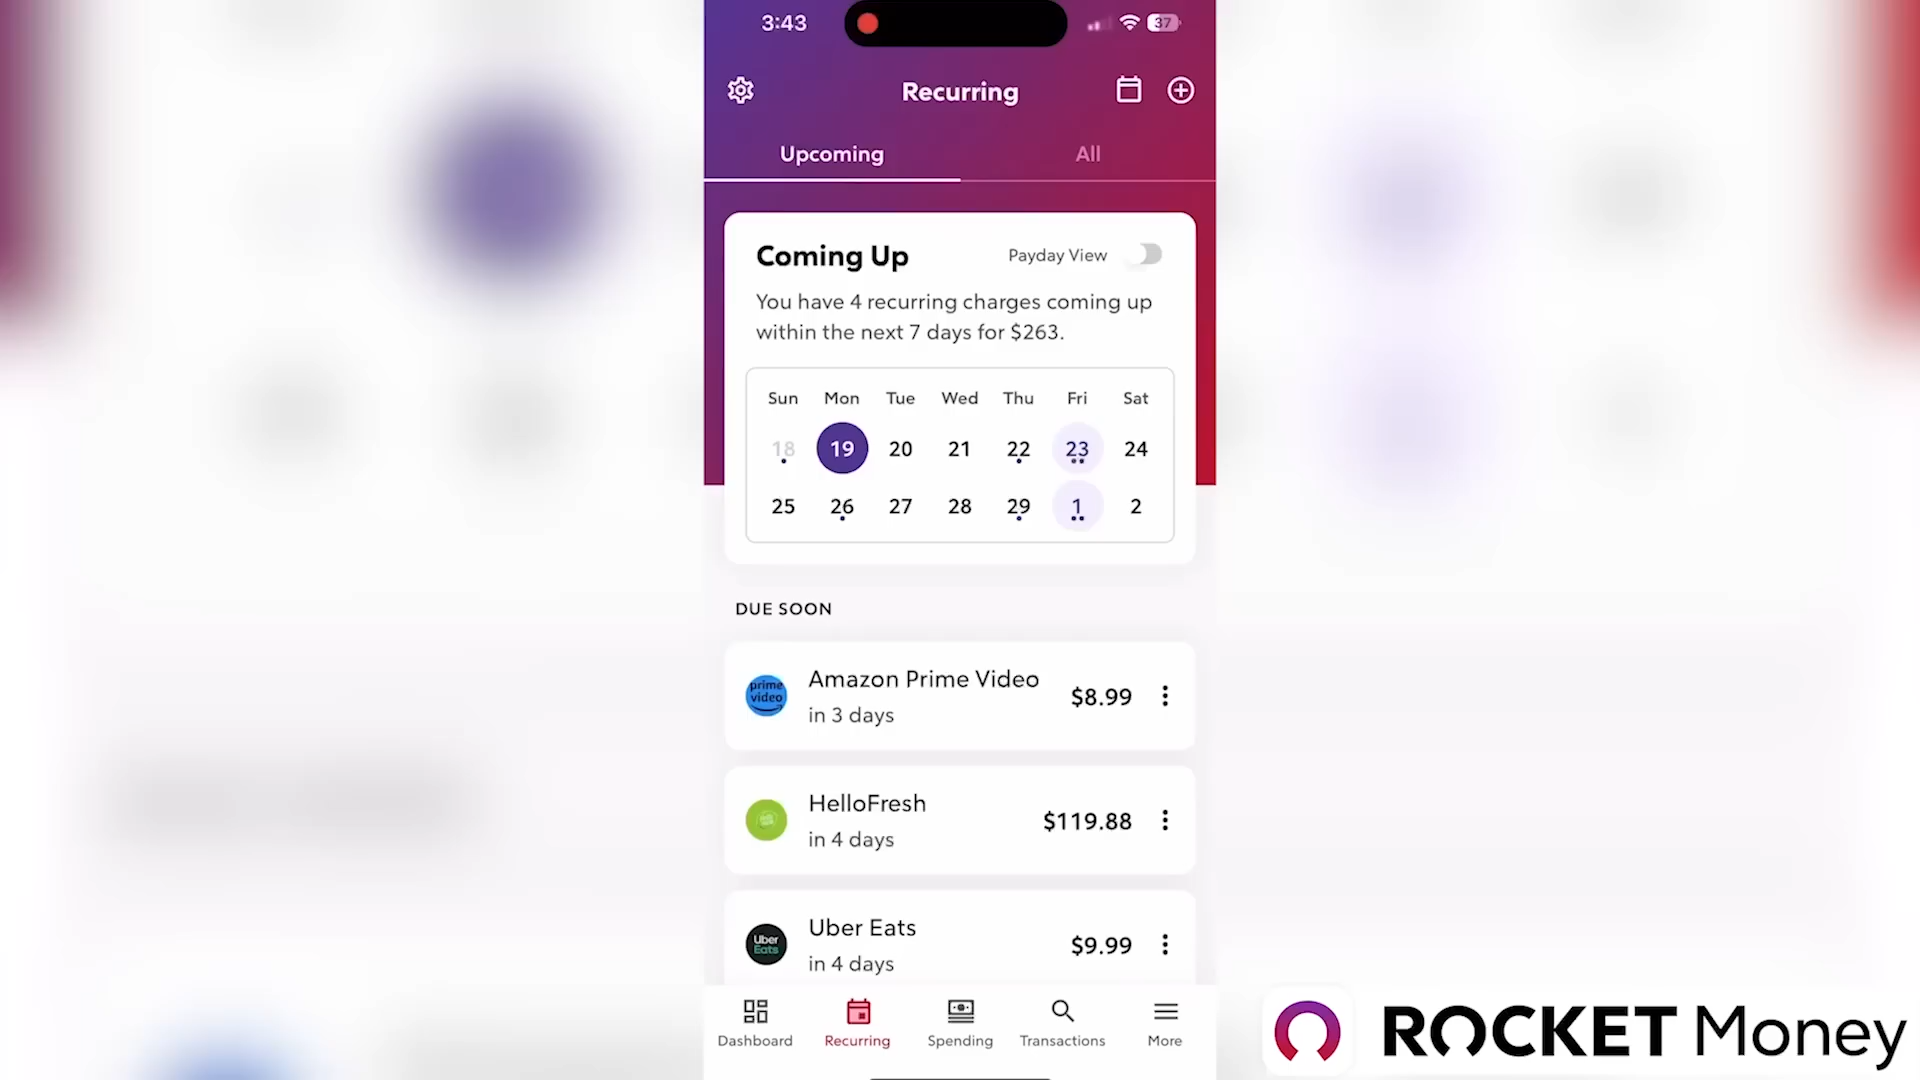 3:43
37
Recurring
Upcoming
All
Coming Up
Payday View
You have 4 recurring charges coming up
within the next 7 days for $263.
Sun Mon Tue Wed Thu Fri Sat
18 19 20 21 22 23 24
25 26 27 28 29 1 2
DUE SOON
prime
video
Amazon Prime Video
in 3 days
$8.99
HelloFresh
in 4 days
$119.88
Uber
Eats
Uber Eats
in 4 days
$9.99
Dashboard
Recurring
Spending
Transactions
More
ROCKET Money